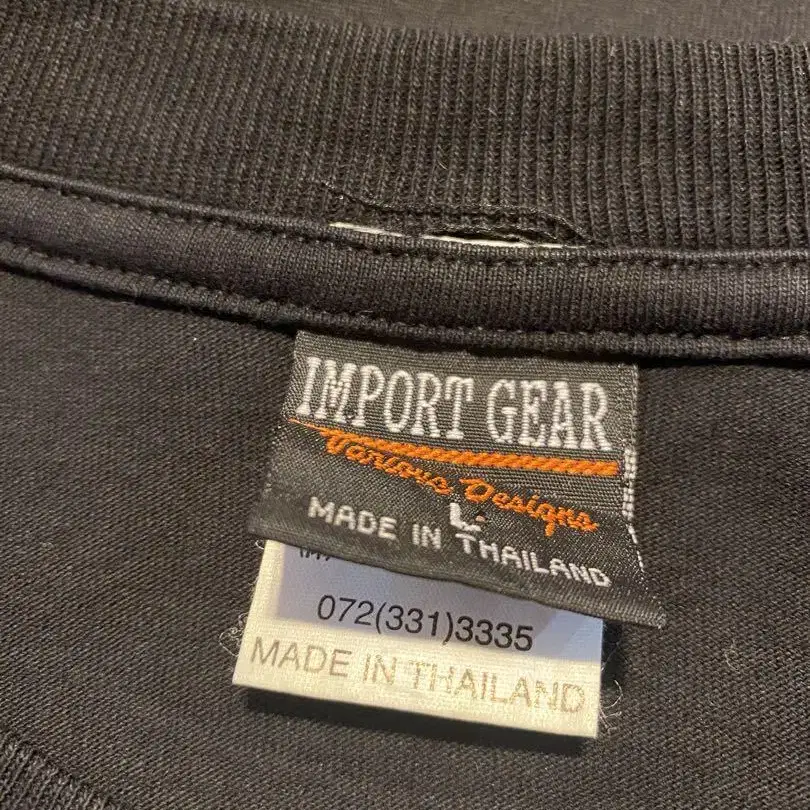 IMPORT GEAR
Various Designs
L
MADE IN THAILAND
072(331)3335
MADE IN THAILAND